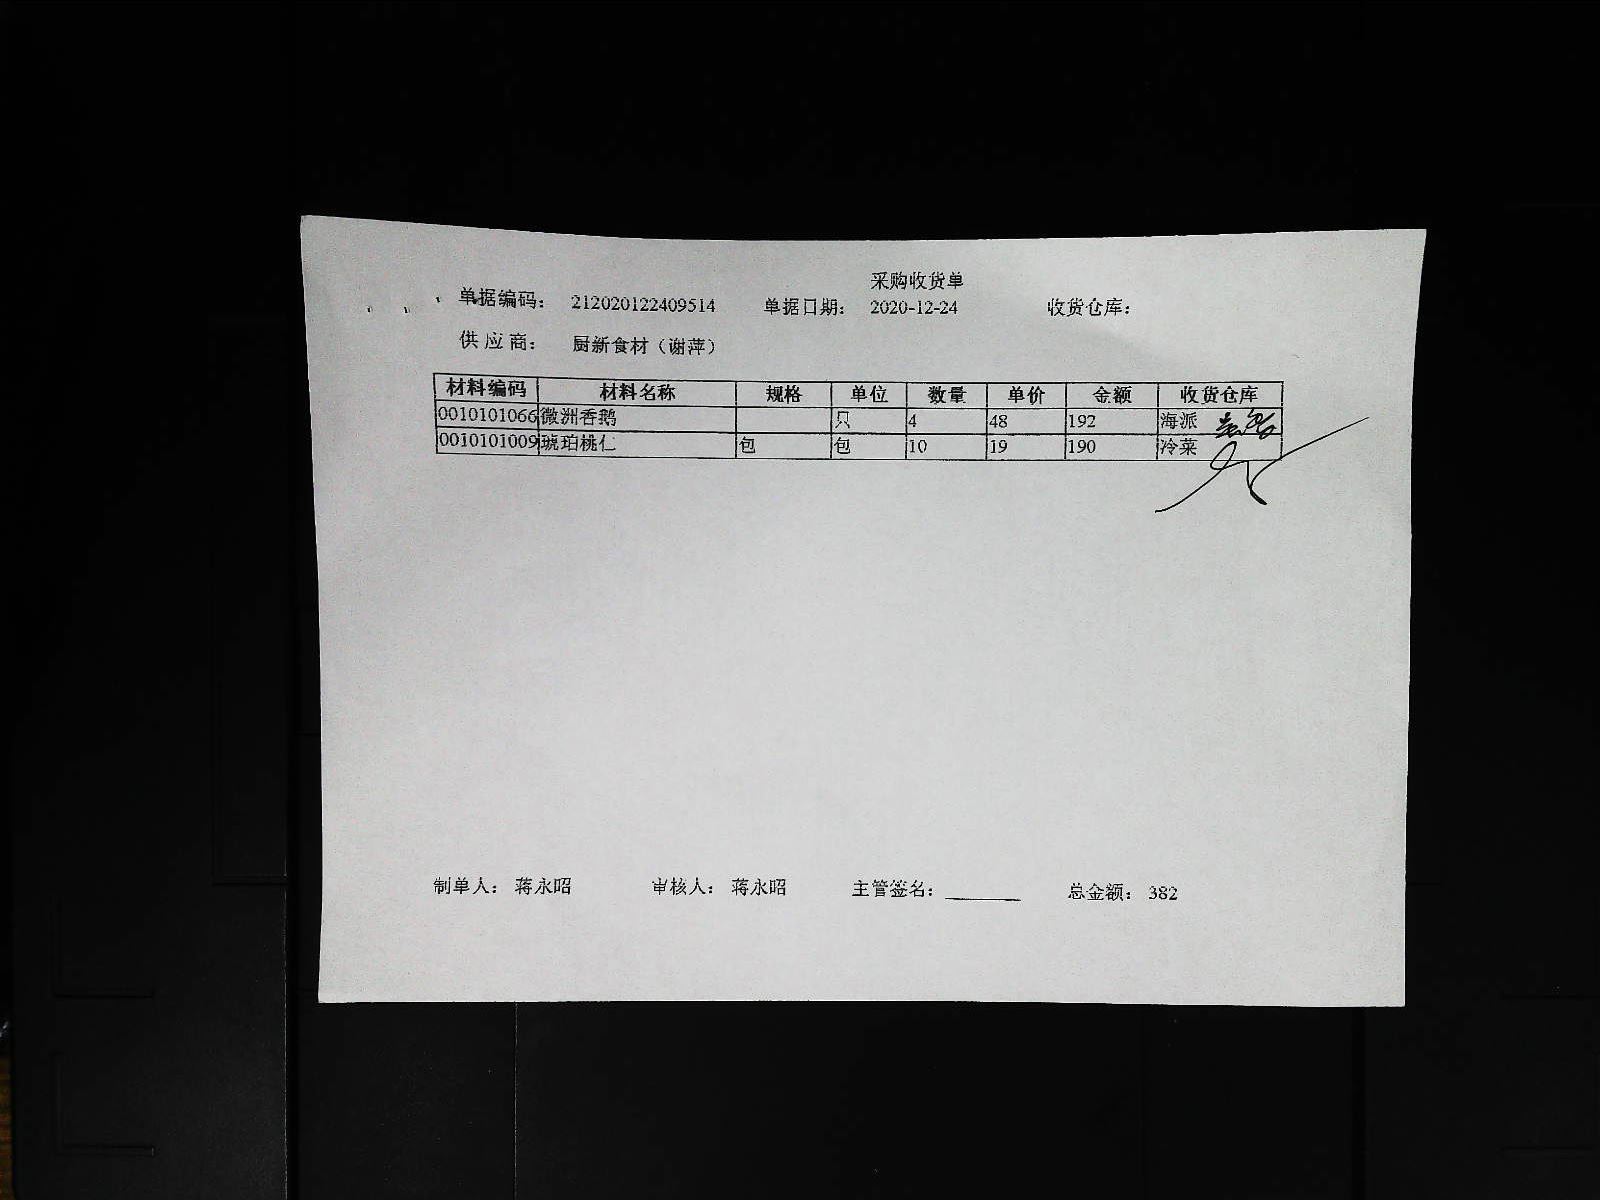 采购收货单
单据编码： 212020122409514 单据日期： 2020-12-24 收货仓库：
供应商： 厨新食材（谢萍）
材料编码 材料名称 规格 单位 数量 单价 金额 收货仓库
0010101066 微洲香鹅 只 4 48 192 海派
0010101009 琥珀桃仁 包 包 10 19 190 冷菜
制单人： 蒋永昭 审核人： 蒋永昭 主管签名： 总金额： 382